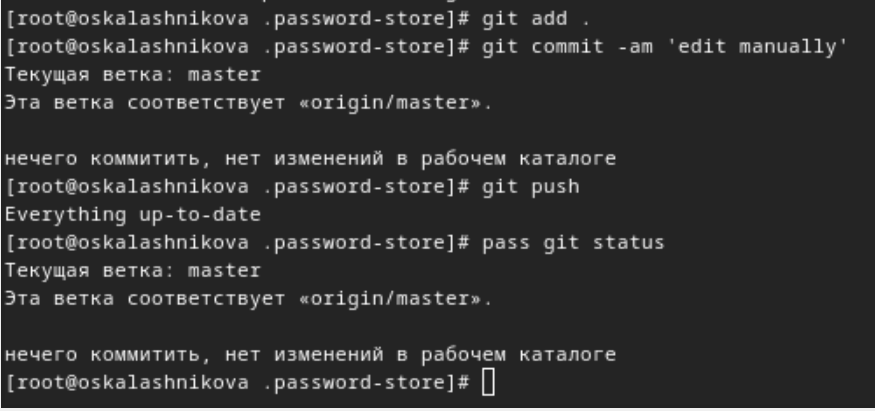 [root@oskalashnikova .password-store]# git add .
[root@oskalashnikova .password-store]# git commit -am 'edit manually'
Текущая ветка: master
Эта ветка соответствует «origin/master».
нечего коммитить, нет изменений в рабочем каталоге
[root@oskalashnikova .password-store]# git push
Everything up-to-date
[root@oskalashnikova .password-store]# pass git status
Текущая ветка: master
Эта ветка соответствует «origin/master».
нечего коммитить, нет изменений в рабочем каталоге
[root@oskalashnikova .password-store]#